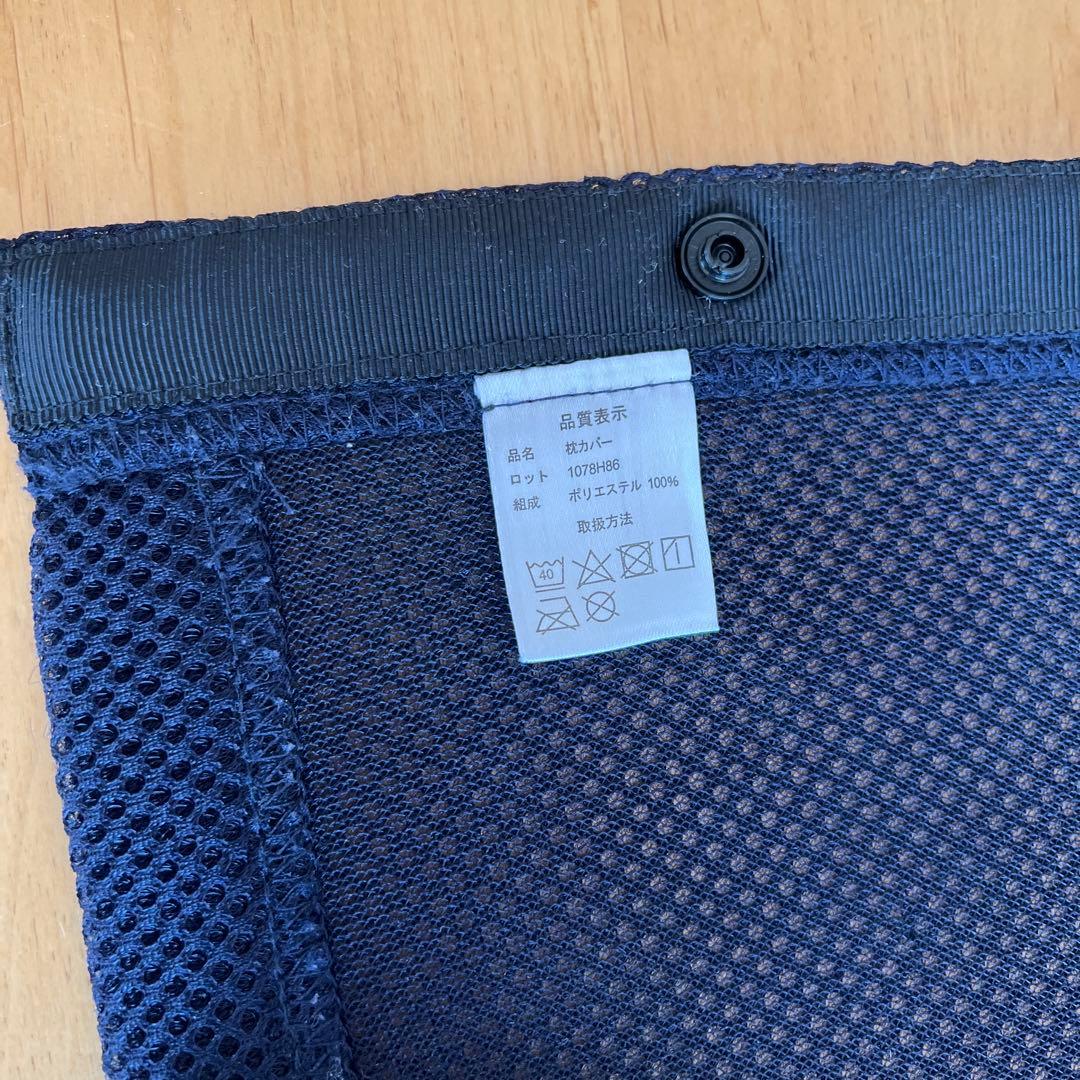 品質表示
品名 枕カバー
ロット 1078H86
組成 ポリエステル 100%
取扱方法
40